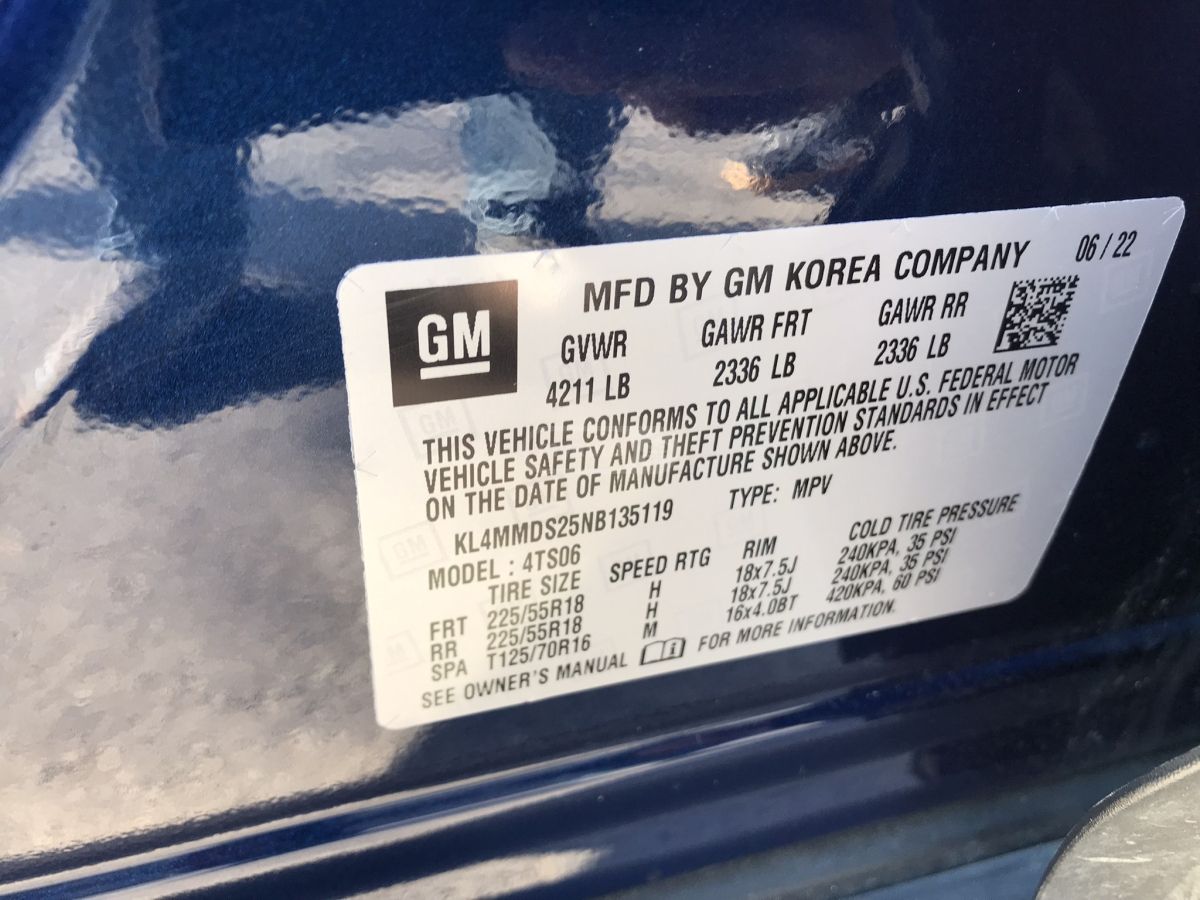 GM
MFD BY GM KOREA COMPANY 06 / 22
GVWR GAWR FRT GAWR RR
4211 LB 2336 LB 2336 LB
THIS VEHICLE CONFORMS TO ALL APPLICABLE U.S. FEDERAL MOTOR
VEHICLE SAFETY AND THEFT PREVENTION STANDARDS IN EFFECT
ON THE DATE OF MANUFACTURE SHOWN ABOVE.
KL4MMDS25NB135119 TYPE: MPV
MODEL : 4TS06
TIRE SIZE SPEED RTG RIM COLD TIRE PRESSURE
FRT 225/55R18 H 18x7.5J 240KPA, 35 PSI
RR 225/55R18 H 18x7.5J 240KPA, 35 PSI
SPA T125/70R16 M 16x4.0BT 420KPA, 60 PSI
SEE OWNER'S MANUAL FOR MORE INFORMATION.